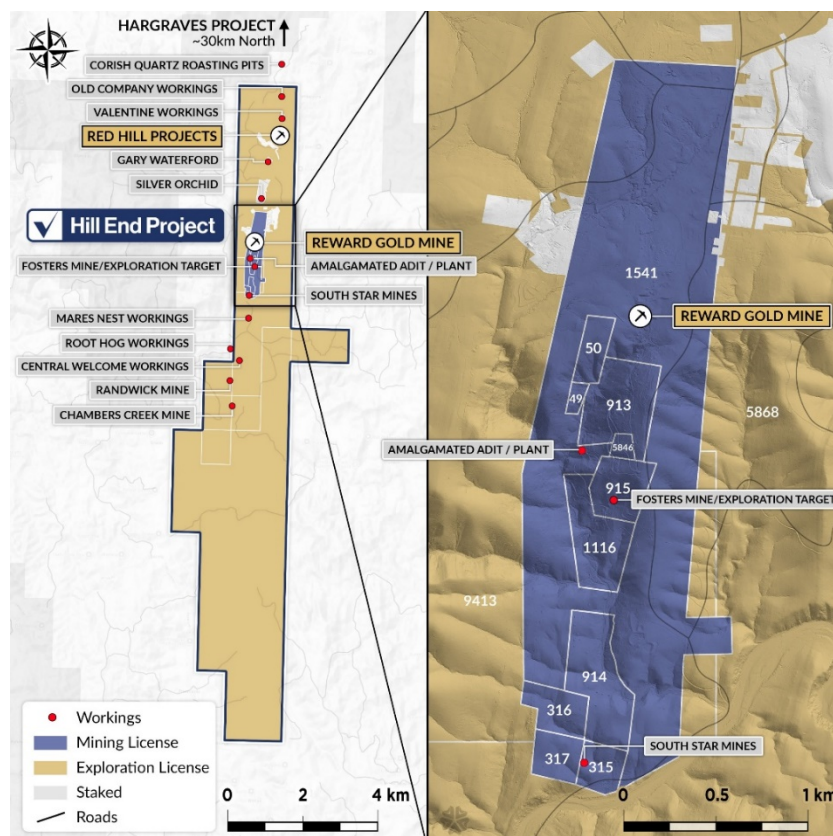 HARGRAVES PROJECT
~30km North
CORISH QUARTZ ROASTING PITS
OLD COMPANY WORKINGS
VALENTINE WORKINGS
RED HILL PROJECTS
GARY WATERFORD
SILVER ORCHID
Hill End Project
REWARD GOLD MINE
FOSTERS MINE/EXPLORATION TARGET
AMALGAMATED ADIT / PLANT
SOUTH STAR MINES
MARES NEST WORKINGS
ROOT HOG WORKINGS
CENTRAL WELCOME WORKINGS
RANDWICK MINE
CHAMBERS CREEK MINE
Workings
Mining License
Exploration License
Staked
Roads
0 2 4 km
1541
REWARD GOLD MINE
50
49
913
5868
5846
AMALGAMATED ADIT / PLANT
915
FOSTERS MINE/EXPLORATION TARGET
1116
9413
914
316
SOUTH STAR MINES
317
315
0 0.5 1 km